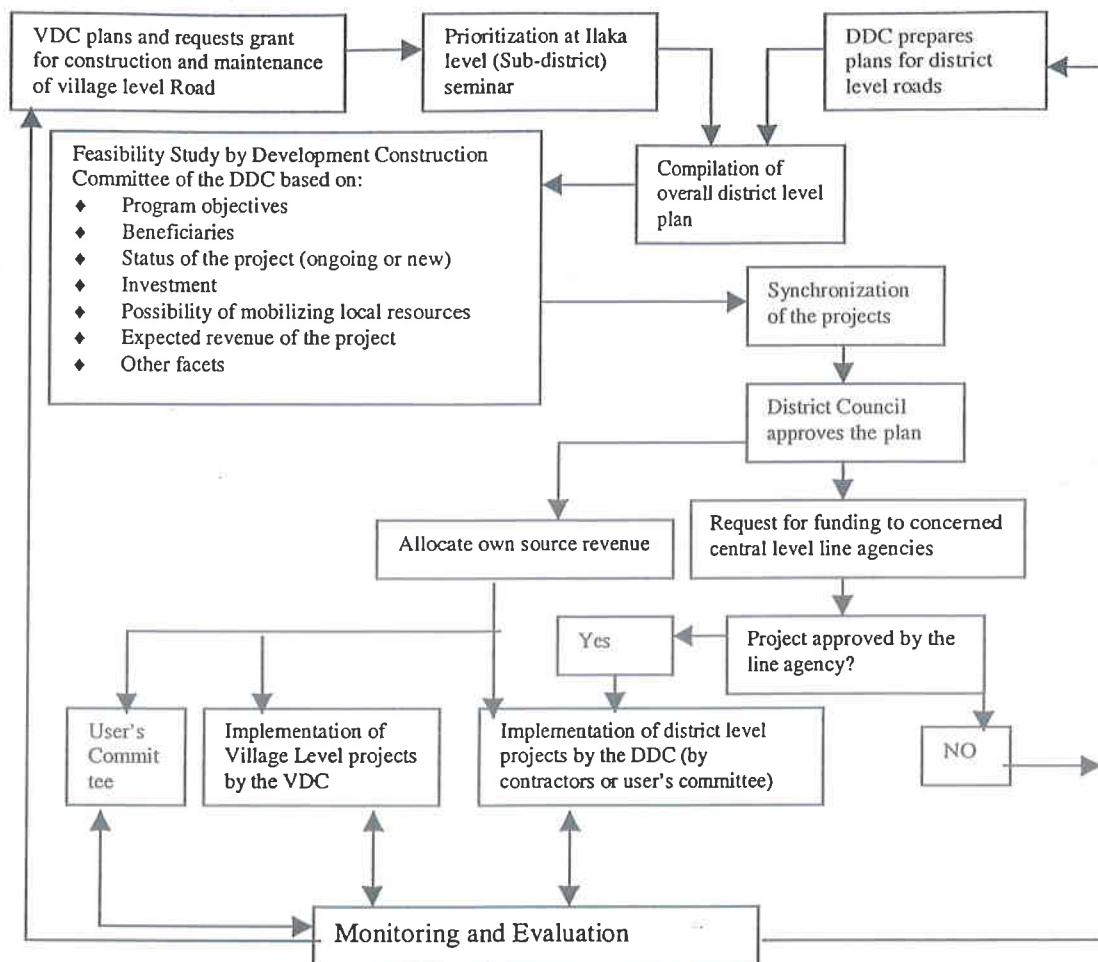 VDC plans and requests grant
for construction and maintenance
of village level Road
Prioritization at Ilaka
level (Sub-district)
seminar
DDC prepares
plans for district
level roads
Feasibility Study by Development Construction
Committee of the DDC based on:
♦ Program objectives
♦ Beneficiaries
♦ Status of the project (ongoing or new)
♦ Investment
♦ Possibility of mobilizing local resources
♦ Expected revenue of the project
♦ Other facets
Compilation of
overall district level
plan
Synchronization
of the projects
District Council
approves the plan
Allocate own source revenue
Request for funding to concerned
central level line agencies
Yes
Project approved by the
line agency?
User's
Commit
tee
Implementation of
Village Level projects
by the VDC
Implementation of district level
projects by the DDC (by
contractors or user's committee)
NO
Monitoring and Evaluation